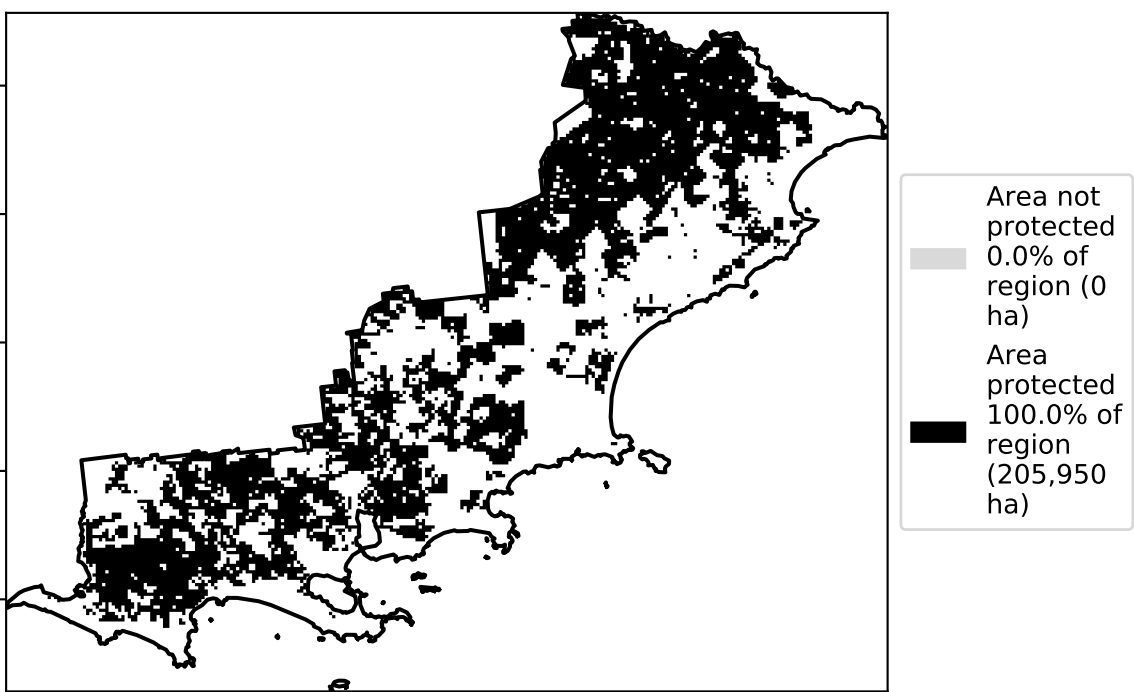 Area not
protected
0.0% of
region (0
ha)
Area
protected
100.0% of
region
(205,950
ha)